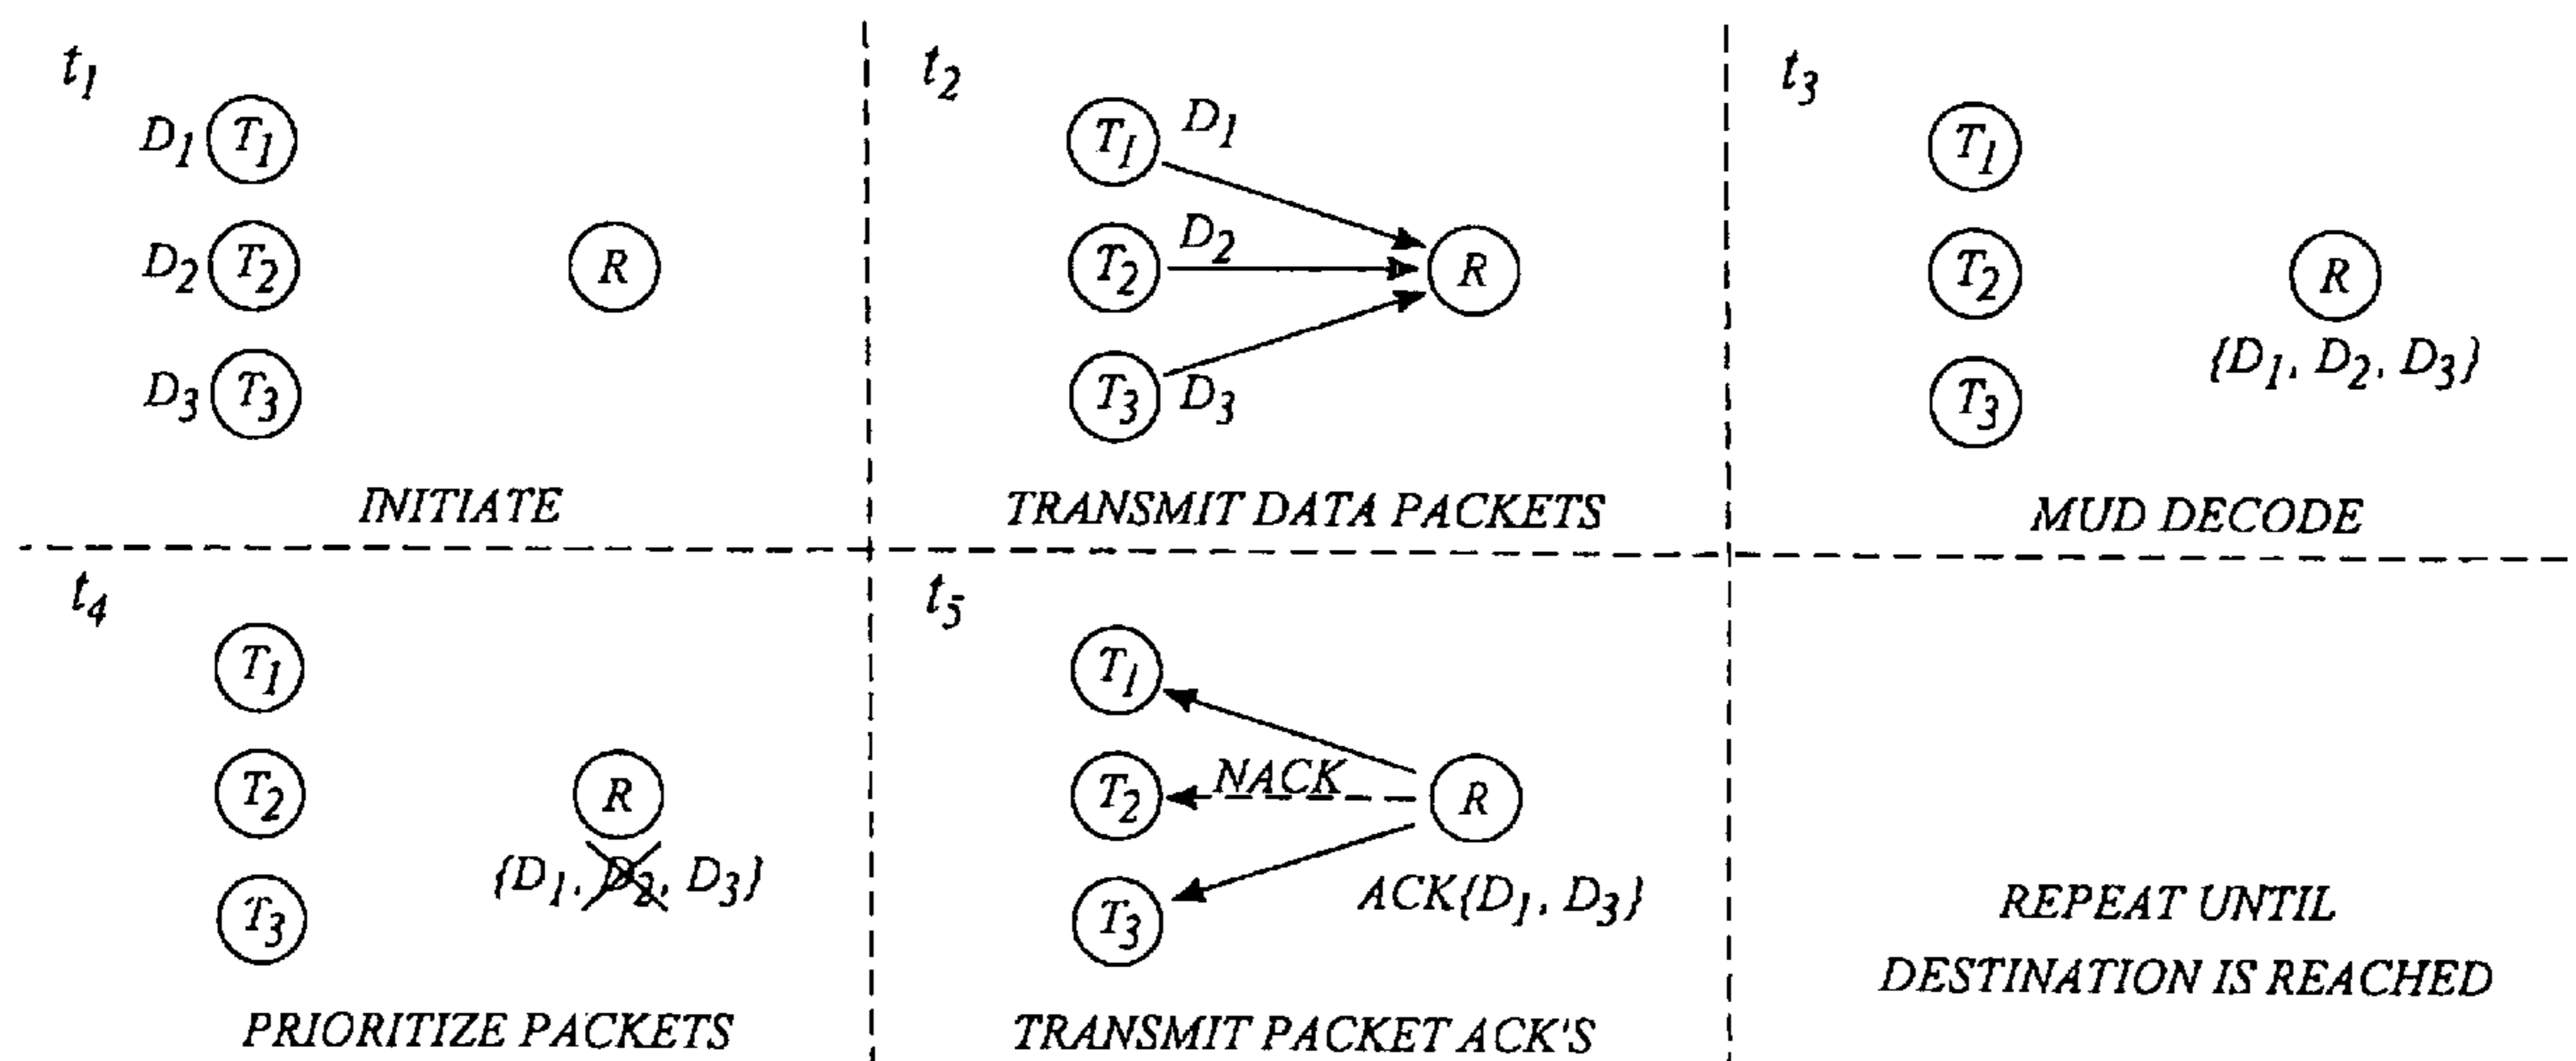 t1
D1 T1
D2 T2 R
D3 T3
INITIATE
t2
T1 D1
T2 D2 R
T3 D3
TRANSMIT DATA PACKETS
t3
T1
T2 R
{D1, D2, D3}
T3
MUD DECODE
t4
T1
T2 R
{D1, D2, D3}
T3
PRIORITIZE PACKETS
t5
T1
T2 NACK R
ACK{D1, D3}
T3
TRANSMIT PACKET ACK'S
REPEAT UNTIL
DESTINATION IS REACHED